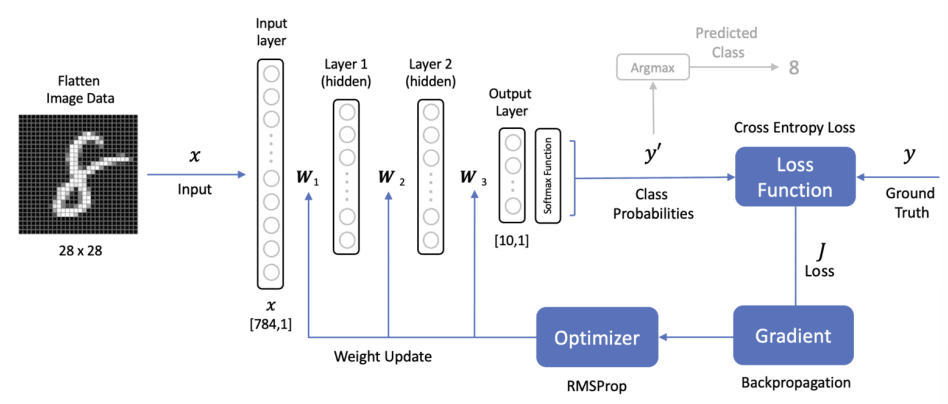 Flatten
Image Data
28 x 28
x
Input
Input
layer
x
[784,1]
W1
Layer 1
(hidden)
W2
Layer 2
(hidden)
W3
Output
Layer
[10,1]
Softmax Function
y′
Class
Probabilities
Argmax
Predicted
Class
8
Cross Entropy Loss
Loss
Function
y
Ground
Truth
J
Loss
Gradient
Backpropagation
Optimizer
RMSProp
Weight Update